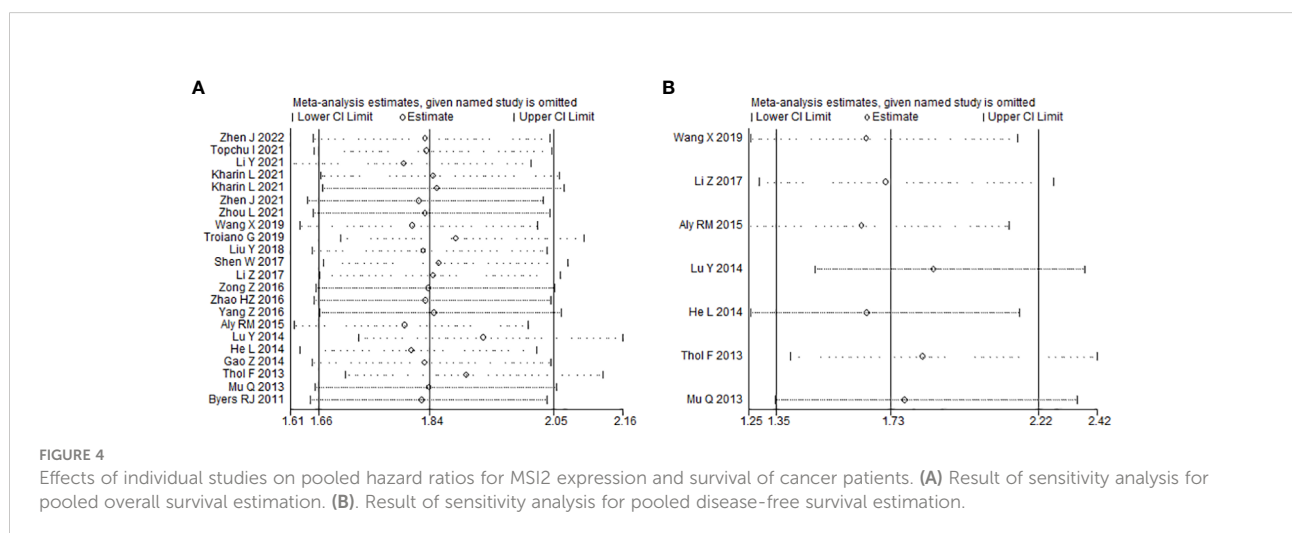 A
Meta-analysis estimates, given named study is omitted
Lower CI Limit Estimate Upper CI Limit
Zhen J 2022
Topchu I 2021
Li Y 2021
Kharin L 2021
Kharin L 2021
Zhen J 2021
Zhou L 2021
Wang X 2019
Troiano G 2019
Liu Y 2018
Shen W 2017
Li Z 2017
Zong Z 2016
Zhao HZ 2016
Yang Z 2016
Aly RM 2015
Lu Y 2014
He L 2014
Gao Z 2014
Thol F 2013
Mu Q 2013
Byers RJ 2011
1.61 1.66 1.84 2.05 2.16
B
Meta-analysis estimates, given named study is omitted
Lower CI Limit Estimate Upper CI Limit
Wang X 2019
Li Z 2017
Aly RM 2015
Lu Y 2014
He L 2014
Thol F 2013
Mu Q 2013
1.25 1.35 1.73 2.22 2.42
FIGURE 4
Effects of individual studies on pooled hazard ratios for MSI2 expression and survival of cancer patients. (A) Result of sensitivity analysis for
pooled overall survival estimation. (B). Result of sensitivity analysis for pooled disease-free survival estimation.